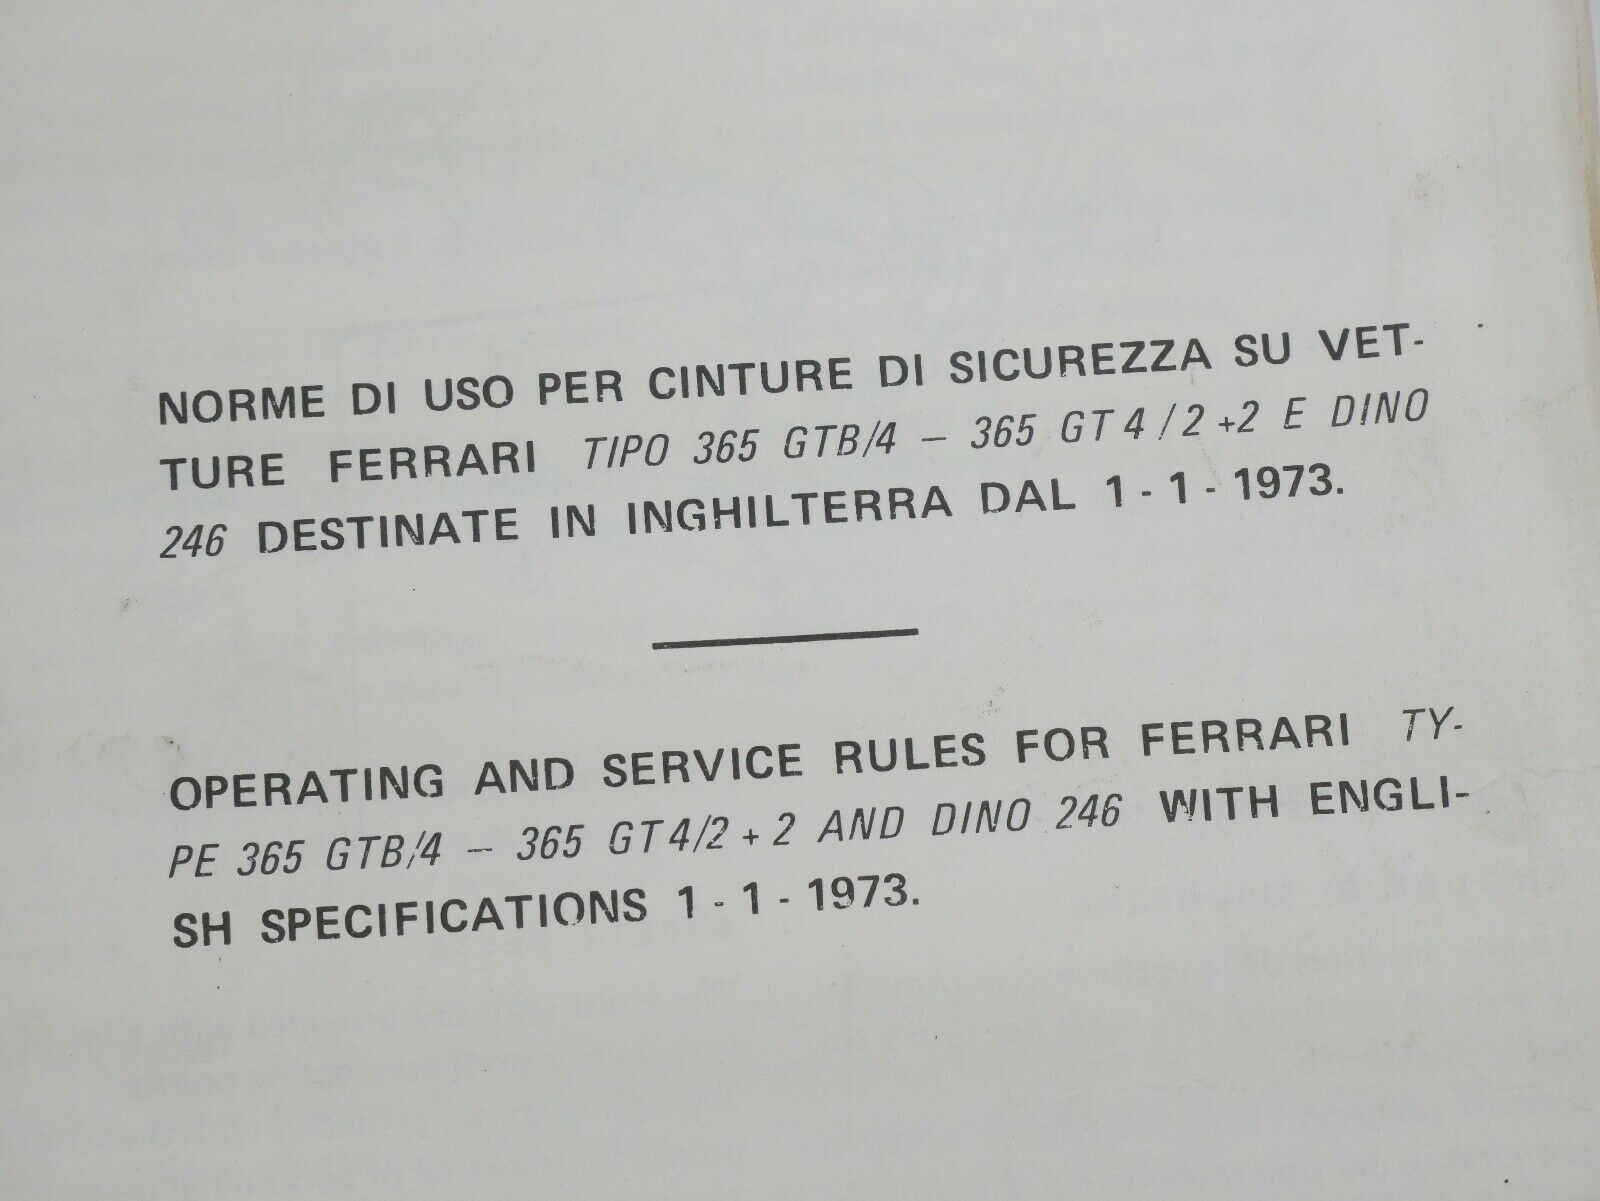 NORME DI USO PER CINTURE DI SICUREZZA SU VET-
TURE FERRARI TIPO 365 GTB/4 — 365 GT 4 / 2 +2 E DINO
246 DESTINATE IN INGHILTERRA DAL 1 - 1 - 1973.
OPERATING AND SERVICE RULES FOR FERRARI TY-
PE 365 GTB/4 — 365 GT 4/2 + 2 AND DINO 246 WITH ENGLI-
SH SPECIFICATIONS 1 - 1 - 1973.